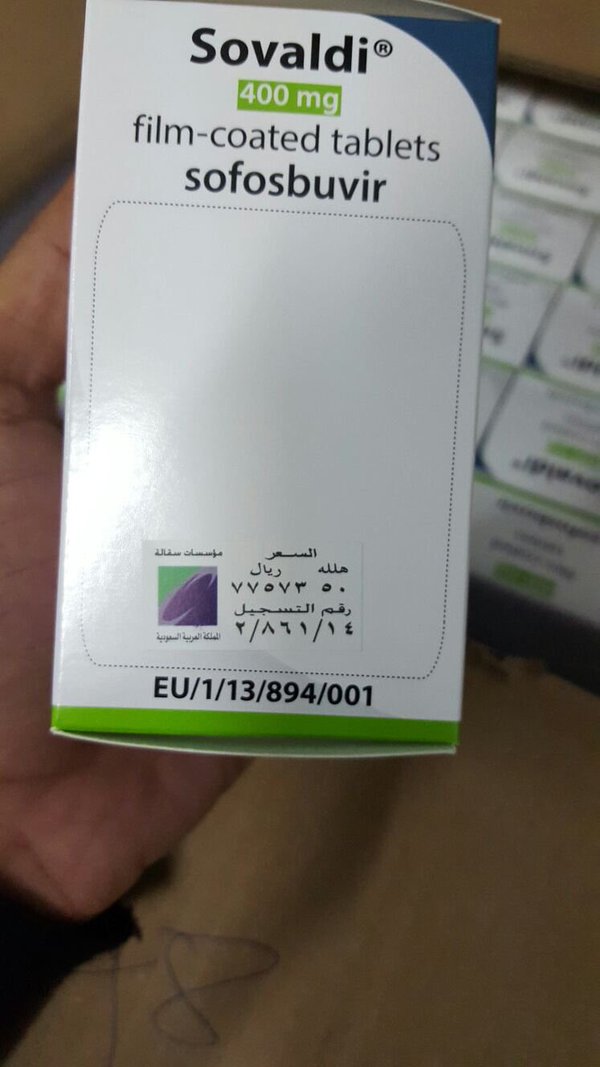 Sovaldi®
400 mg
film-coated tablets
sofosbuvir
مؤسسات سقالة
المملكة العربية السعودية
السـعـر
هلله ريال
٧٧٥٧٣ ٥٠
رقم التسجيل
٢/٨٦١/١٤
EU/1/13/894/001